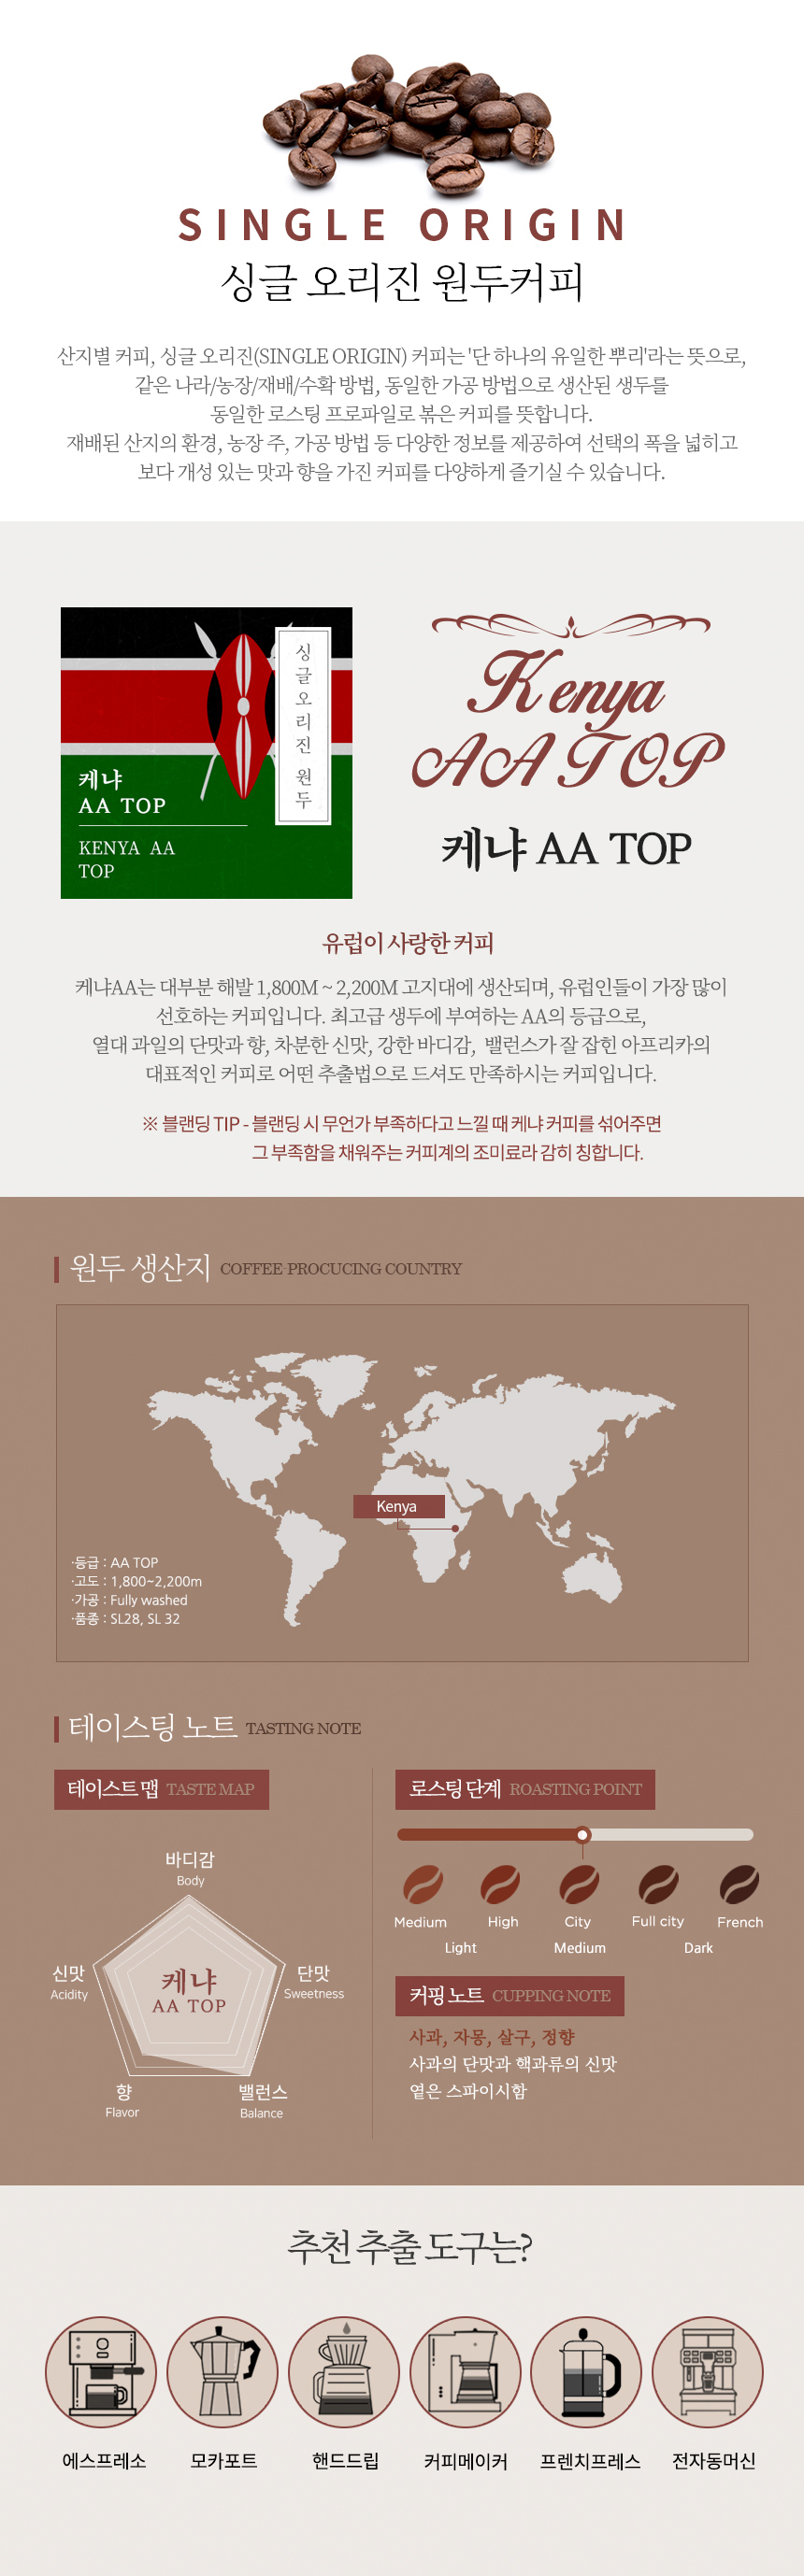 SINGLE ORIGIN
싱글 오리진 원두커피
산지별 커피, 싱글 오리진(SINGLE ORIGIN) 커피는 '단 하나의 유일한 뿌리'라는 뜻으로,
같은 나라/농장/재배/수확 방법, 동일한 가공 방법으로 생산된 생두를
동일한 로스팅 프로파일로 볶은 커피를 뜻합니다.
재배된 산지의 환경, 농장 주, 가공 방법 등 다양한 정보를 제공하여 선택의 폭을 넓히고
보다 개성 있는 맛과 향을 가진 커피를 다양하게 즐기실 수 있습니다.
싱글오리진 원두
케냐
AA TOP
KENYA AA
TOP
Kenya
AA TOP
케냐 AA TOP
유럽이 사랑한 커피
케냐AA는 대부분 해발 1,800M ~ 2,200M 고지대에 생산되며, 유럽인들이 가장 많이
선호하는 커피입니다. 최고급 생두에 부여하는 AA의 등급으로,
열대 과일의 단맛과 향, 차분한 신맛, 강한 바디감, 밸런스가 잘 잡힌 아프리카의
대표적인 커피로 어떤 추출법으로 드셔도 만족하시는 커피입니다.
※ 블랜딩 TIP - 블랜딩 시 무언가 부족하다고 느낄 때 케냐 커피를 섞어주면
그 부족함을 채워주는 커피계의 조미료라 감히 칭합니다.
원두 생산지 COFFEE-PROCUCING COUNTRY
Kenya
·등급 : AA TOP
·고도 : 1,800~2,200m
·가공 : Fully washed
·품종 : SL28, SL 32
테이스팅 노트 TASTING NOTE
테이스트 맵 TASTE MAP
바디감
Body
신맛
Acidity
단맛
Sweetness
케냐
AA TOP
향
Flavor
밸런스
Balance
로스팅 단계 ROASTING POINT
Medium High City Full city French
Light Medium Dark
커핑 노트 CUPPING NOTE
사과, 자몽, 살구, 정향
사과의 단맛과 핵과류의 신맛
옅은 스파이시함
추천 추출 도구는?
에스프레소 모카포트 핸드드립 커피메이커 프렌치프레스 전자동머신